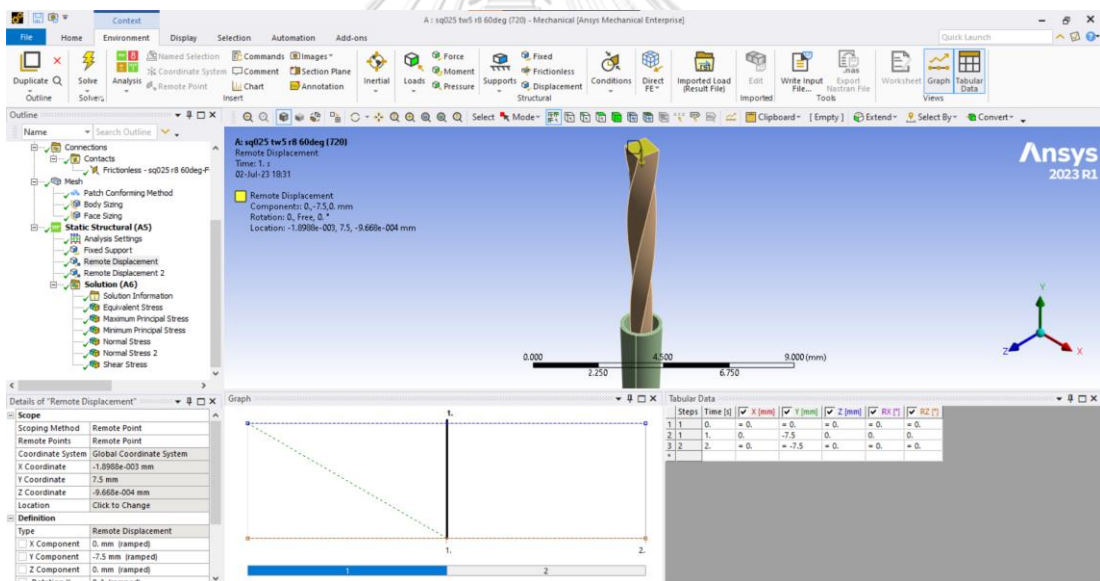 Context
A : sq025 tw5 r8 60deg (720) - Mechanical [Ansys Mechanical Enterprise]
File Home Environment Display Selection Automation Add-ons
Quick Launch
Duplicate Q
Outline
Solve
Solver
Analysis
Named Selection
Coordinate System
Remote Point
Commands
Comment
Chart
Images
Section Plane
Annotation
Insert
Inertial
Loads
Force
Moment
Pressure
Supports
Fixed
Frictionless
Displacement
Conditions
Direct FE
Structural
Imported Load (Result File)
Edit
Imported
Write Input File...
Export Nastran File
Tools
Worksheet
Graph
Tabular Data
Views
Outline
Name
Search Outline
Select Mode
Clipboard [ Empty ] Extend Select By Convert
Connections
Contacts
Frictionless - sq025 r8 60deg-F
Mesh
Patch Conforming Method
Body Sizing
Face Sizing
Static Structural (A5)
Analysis Settings
Fixed Support
Remote Displacement
Remote Displacement 2
Solution (A6)
Solution Information
Equivalent Stress
Maximum Principal Stress
Minimum Principal Stress
Normal Stress
Normal Stress 2
Shear Stress
A: sq025 tw5 r8 60deg (720)
Remote Displacement
Time: 1. s
02-Jul-23 18:31
Remote Displacement
Components: 0.,-7.5,0. mm
Rotation: 0., Free, 0. °
Location: -1.8988e-003, 7.5, -9.668e-004 mm
Ansys
2023 R1
0.000 4.500 9.000 (mm)
2.250 6.750
Y
Z X
Details of "Remote Displacement"
Scope
Scoping Method Remote Point
Remote Points Remote Point
Coordinate System Global Coordinate System
X Coordinate -1.8988e-003 mm
Y Coordinate 7.5 mm
Z Coordinate -9.668e-004 mm
Location Click to Change
Definition
Type Remote Displacement
X Component 0. mm (ramped)
Y Component -7.5 mm (ramped)
Z Component 0. mm (ramped)
Graph
1.
1. 2.
1 2
Tabular Data
Steps Time [s] X [mm] Y [mm] Z [mm] RX [°] RZ [°]
1 1 0. = 0. = 0. = 0. = 0. = 0.
2 1 1. 0. -7.5 0. 0. 0.
3 2 2. = 0. = -7.5 = 0. = 0. = 0.
*